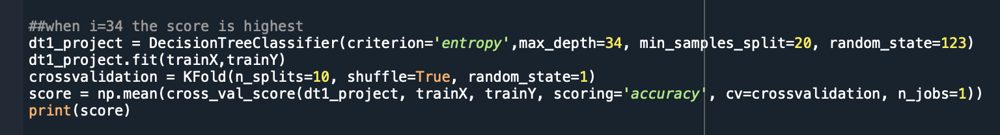 ##when i=34 the score is highest
dt1_project = DecisionTreeClassifier(criterion='entropy',max_depth=34, min_samples_split=20, random_state=123)
dt1_project.fit(trainX,trainY)
crossvalidation = KFold(n_splits=10, shuffle=True, random_state=1)
score = np.mean(cross_val_score(dt1_project, trainX, trainY, scoring='accuracy', cv=crossvalidation, n_jobs=1))
print(score)